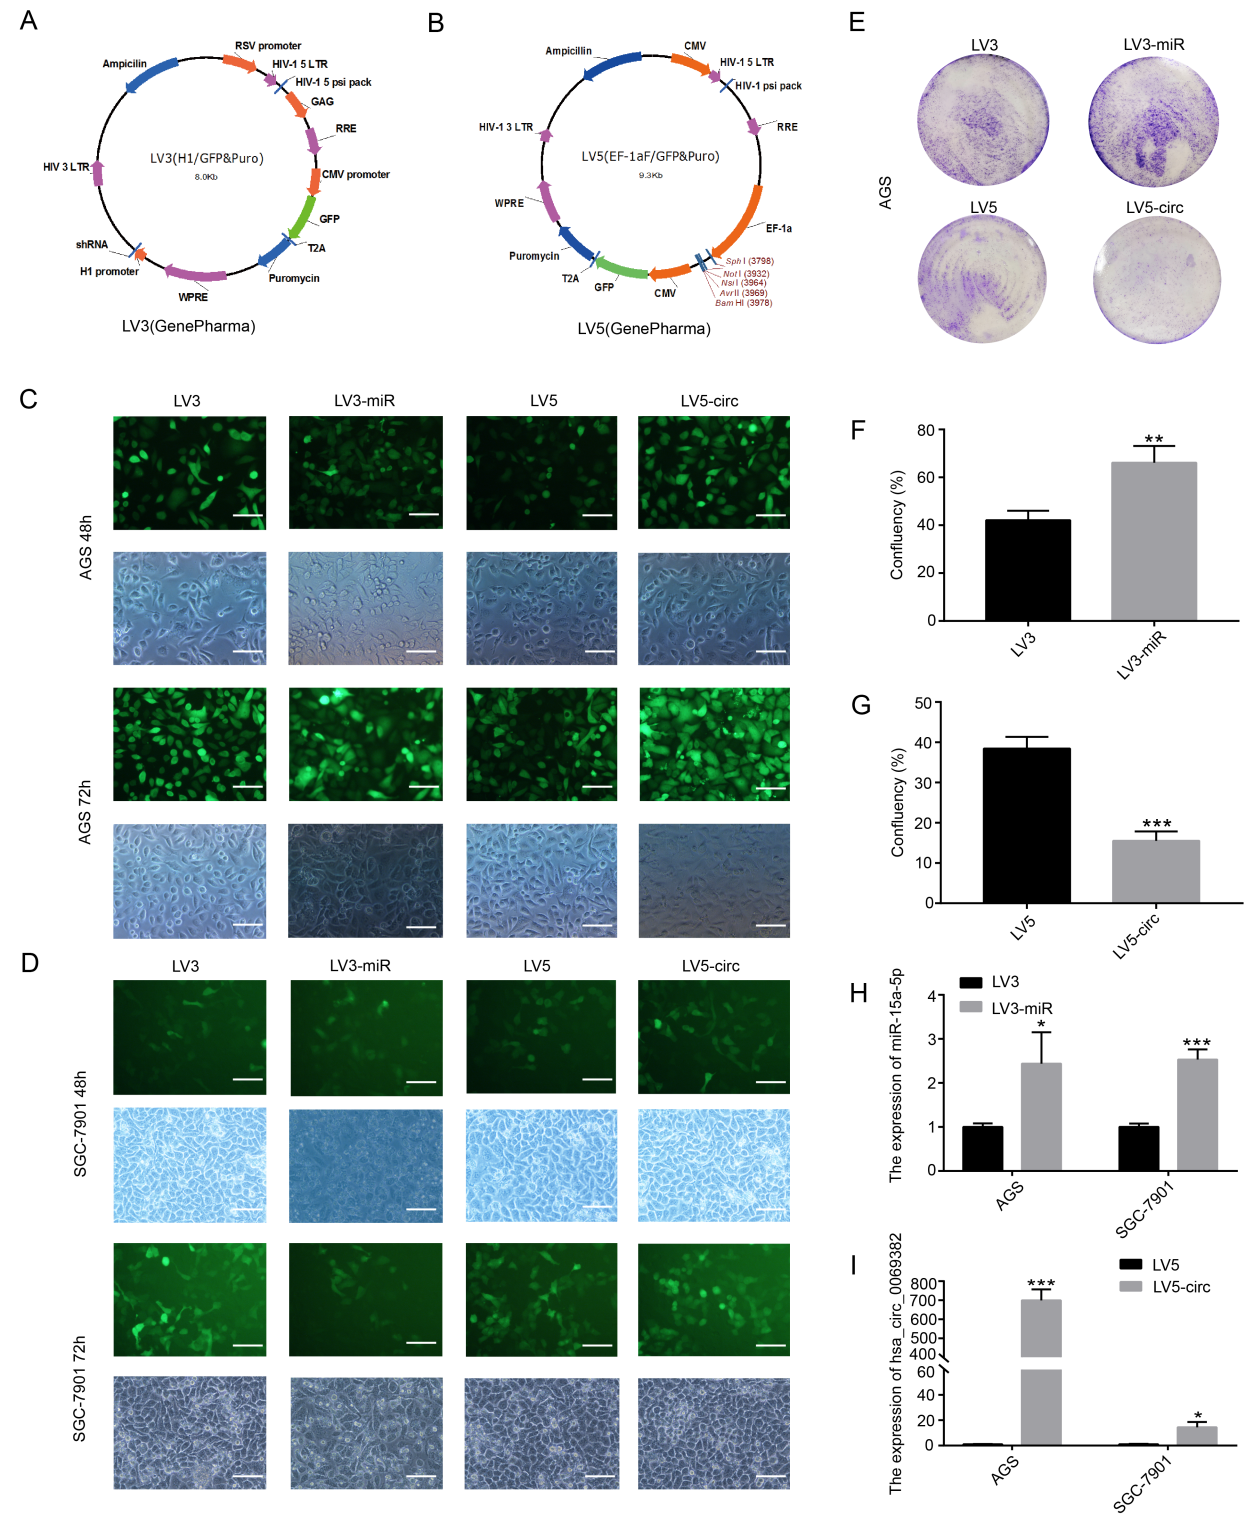 A
RSV promoter
HIV-1 5 LTR
HIV-1 5 psi pack
GAG
RRE
CMV promoter
GFP
T2A
Puromycin
WPRE
H1 promoter
shRNA
HIV 3 LTR
Ampicilin
LV3(H1/GFP&Puro)
8.0Kb
LV3(GenePharma)
B
CMV
HIV-1 5 LTR
HIV-1 psi pack
RRE
EF-1a
Sph I (3798)
Not I (3932)
Nsi I (3964)
Avr II (3969)
Bam HI (3978)
CMV
GFP
T2A
Puromycin
WPRE
HIV-1 3 LTR
Ampicillin
LV5(EF-1aF/GFP&Puro)
9.3Kb
LV5(GenePharma)
C
LV3 LV3-miR LV5 LV5-circ
AGS 48h
AGS 72h
D
LV3 LV3-miR LV5 LV5-circ
SGC-7901 48h
SGC-7901 72h
E
LV3 LV3-miR
AGS
LV5 LV5-circ
F
Confluency (%)
80
60
40
20
0
**
LV3 LV3-miR
G
Confluency (%)
50
40
30
20
10
0
***
LV5 LV5-circ
H
The expression of miR-15a-5p
LV3
LV3-miR
4
3
2
1
0
* ***
AGS SGC-7901
I
The expression of hsa_circ_0069382
LV5
LV5-circ
800
700
600
500
400
60
40
20
0
*** *
AGS SGC-7901